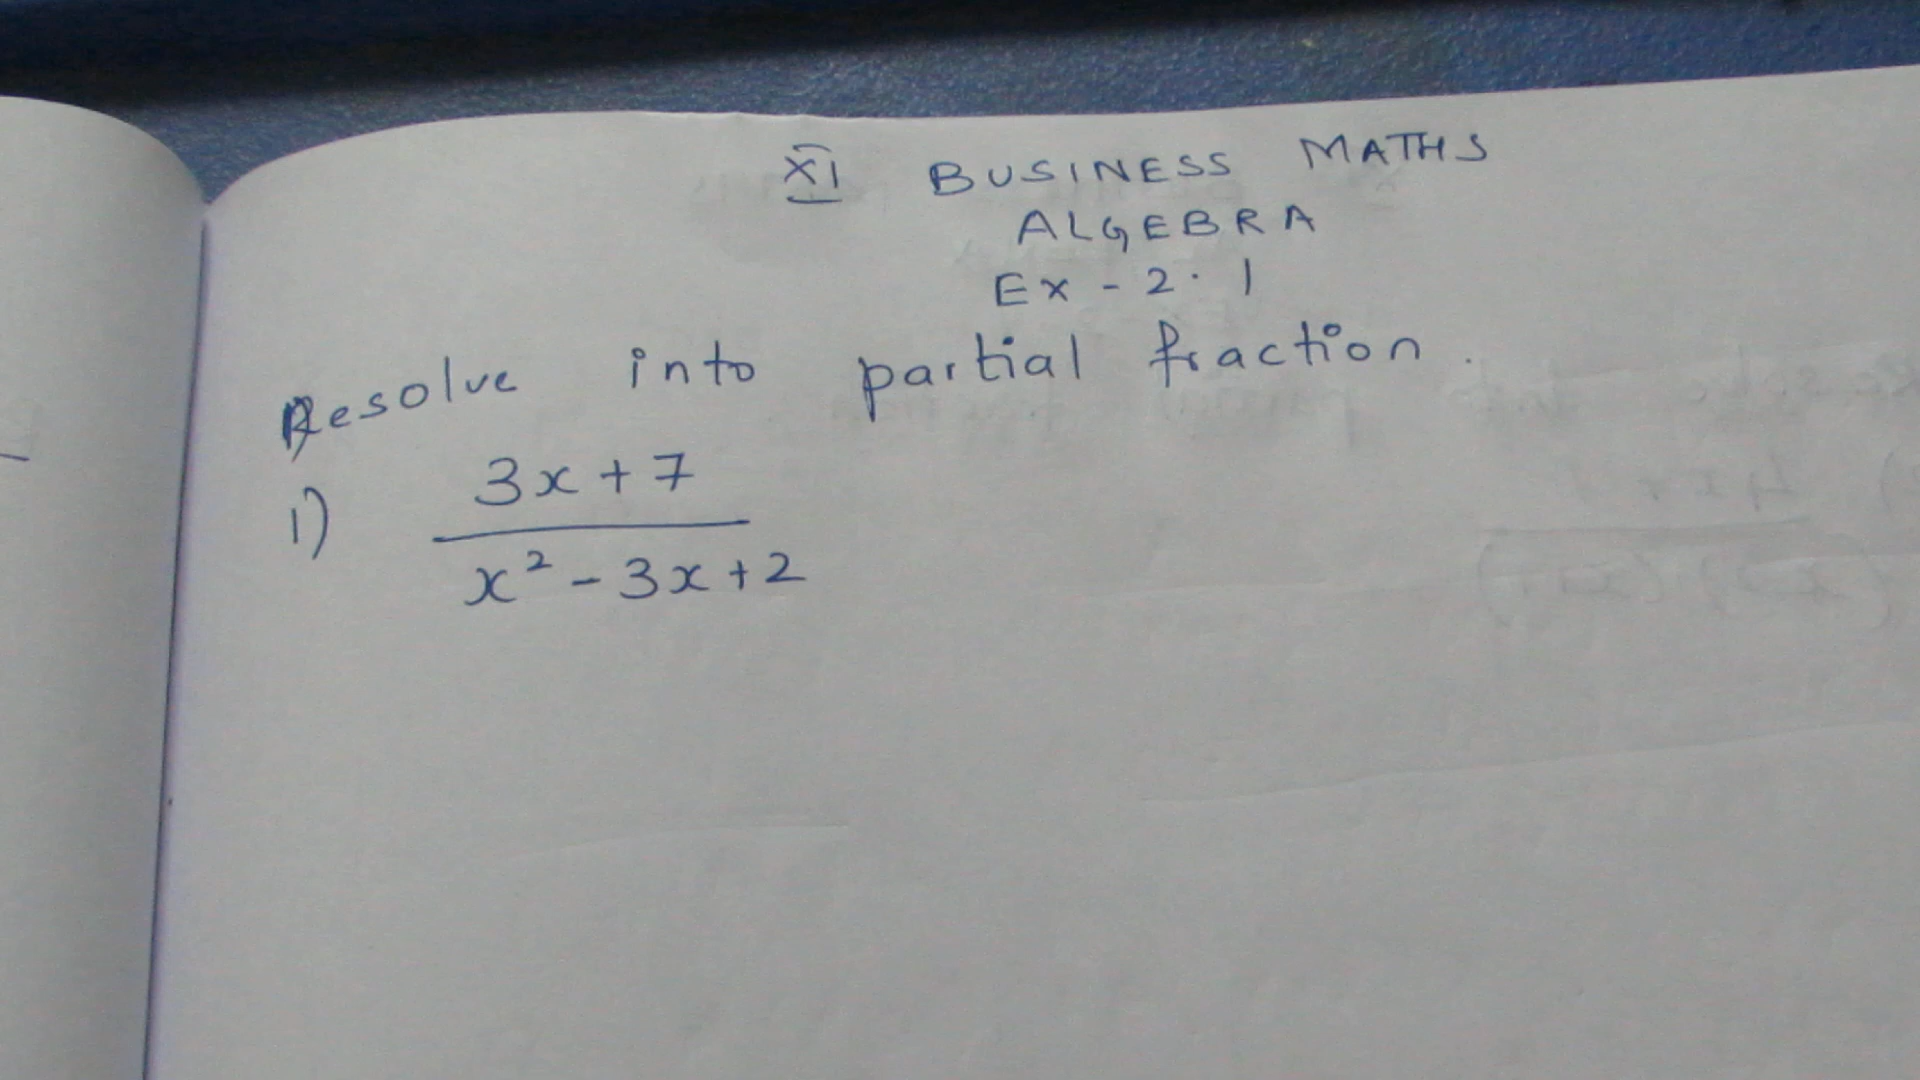 XI BUSINESS MATHS
ALGEBRA
Ex - 2.1
Resolve into partial fraction.
1) 3x+7
x² - 3x+2